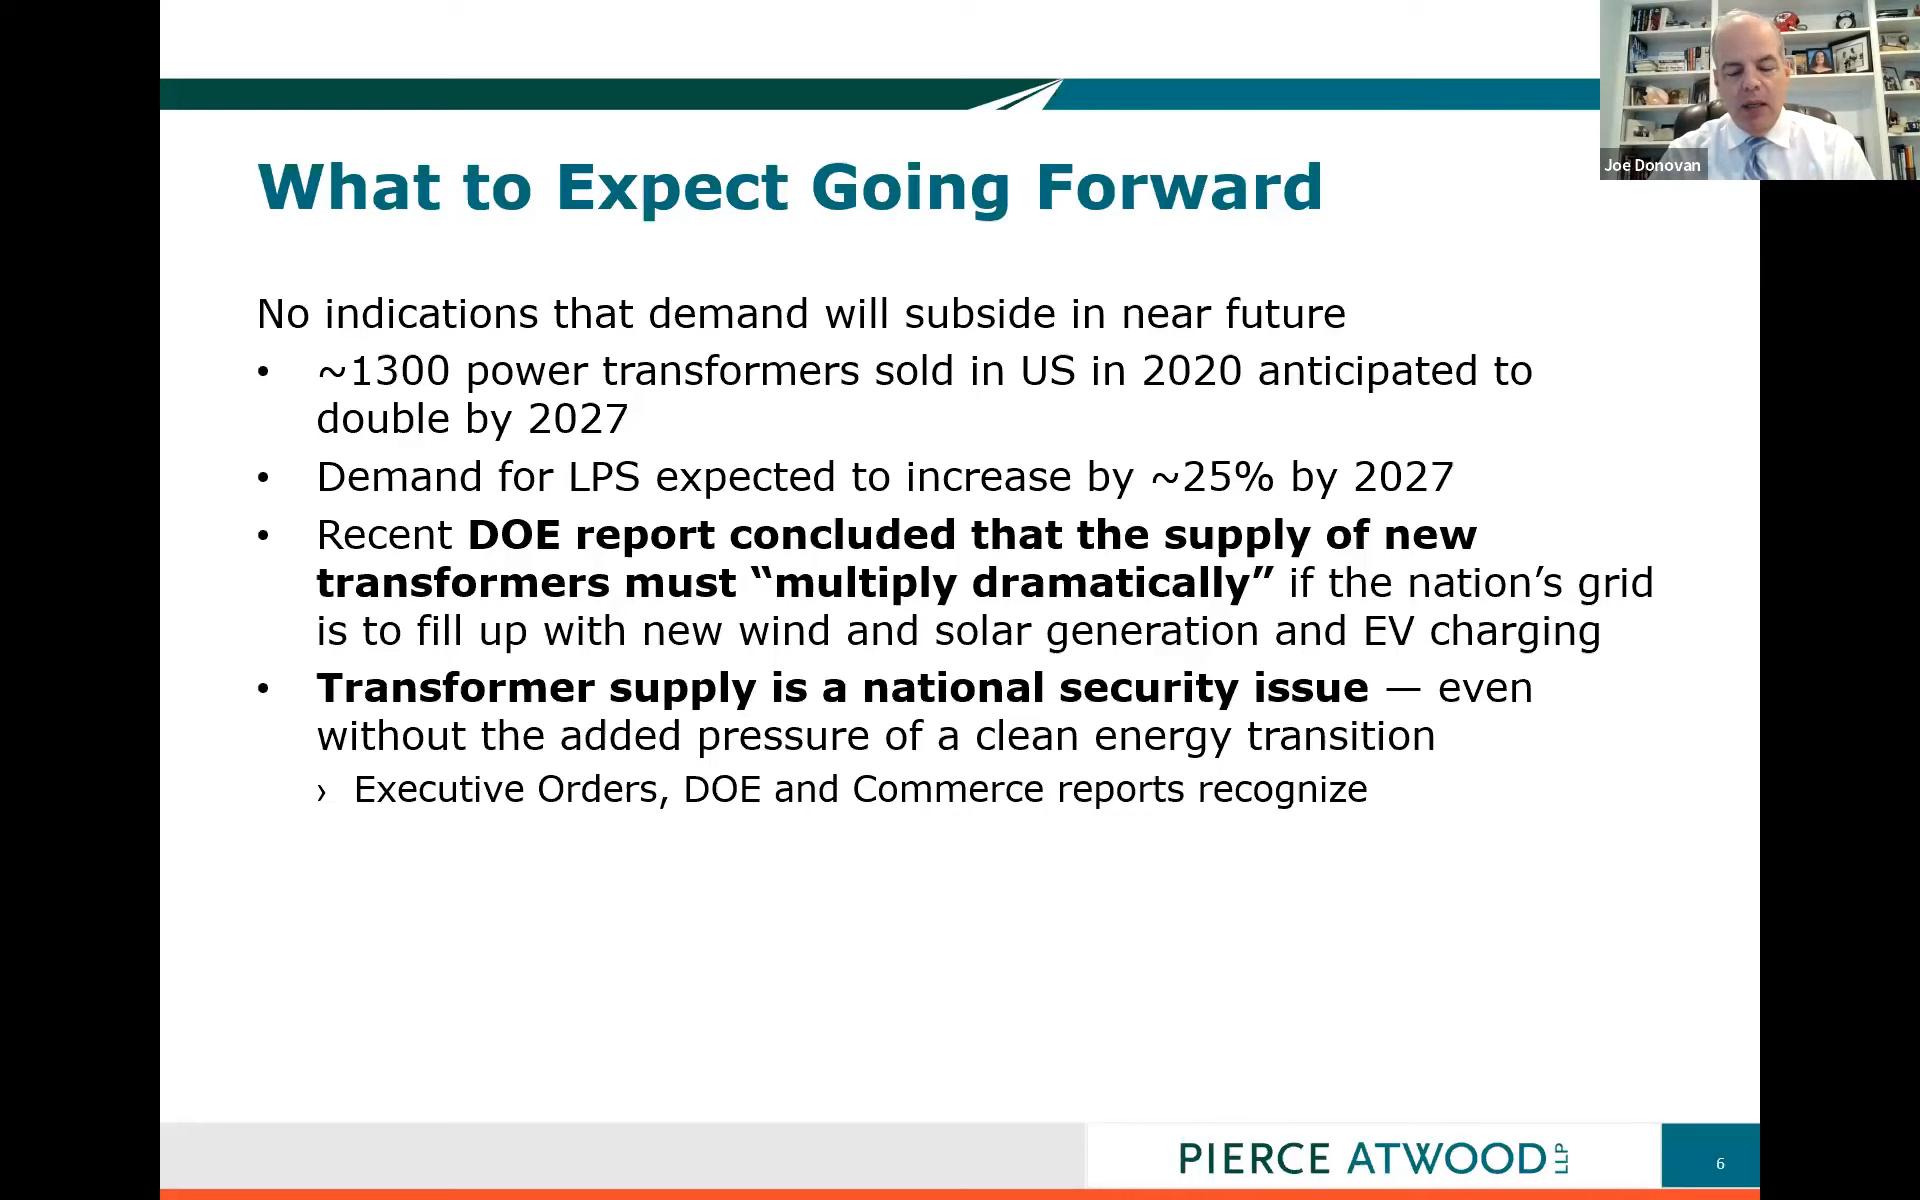 Joe Donovan
What to Expect Going Forward
No indications that demand will subside in near future
• ~1300 power transformers sold in US in 2020 anticipated to
double by 2027
• Demand for LPS expected to increase by ~25% by 2027
• Recent DOE report concluded that the supply of new
transformers must “multiply dramatically” if the nation’s grid
is to fill up with new wind and solar generation and EV charging
• Transformer supply is a national security issue — even
without the added pressure of a clean energy transition
› Executive Orders, DOE and Commerce reports recognize
PIERCE ATWOOD LLP
6